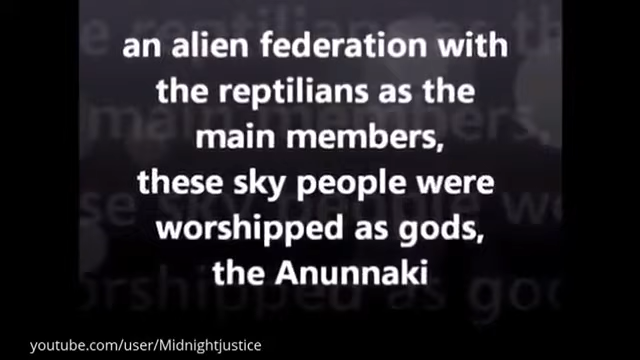 an alien federation with
the reptilians as the
main members,
these sky people were
worshipped as gods,
the Anunnaki
youtube.com/user/Midnightjustice